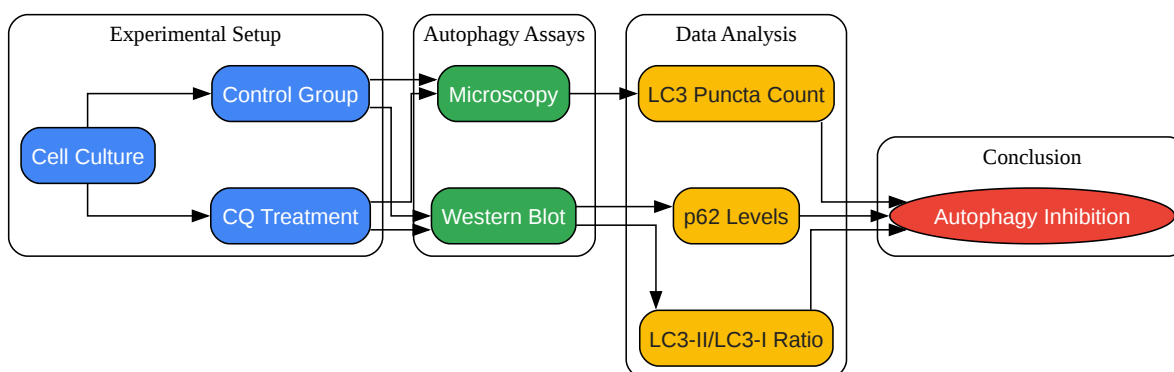 Experimental Setup
Cell Culture
Control Group
CQ Treatment
Autophagy Assays
Microscopy
Western Blot
Data Analysis
LC3 Puncta Count
p62 Levels
LC3-II/LC3-I Ratio
Conclusion
Autophagy Inhibition